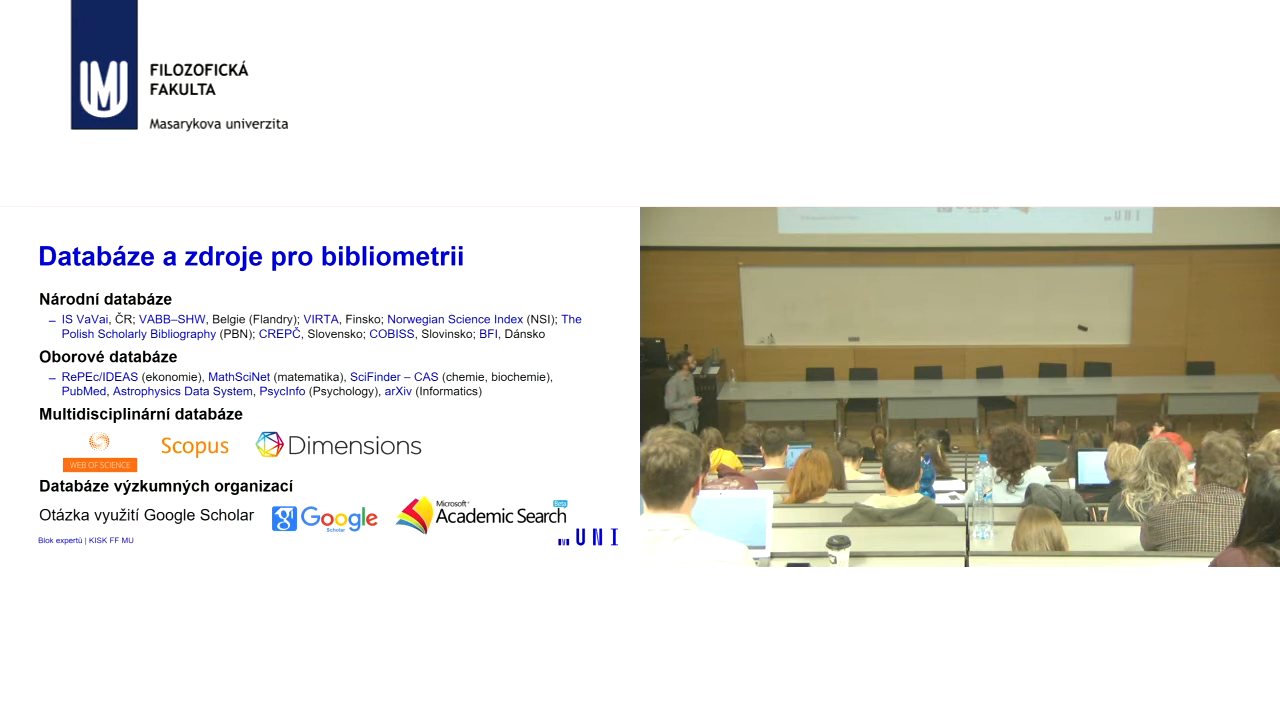 FILOZOFICKÁ
FAKULTA
Masarykova univerzita
Databáze a zdroje pro bibliometrii
Národní databáze
– IS VaVai, ČR; VABB–SHW, Belgie (Flandry); VIRTA, Finsko; Norwegian Science Index (NSI); The
Polish Scholarly Bibliography (PBN); CREPČ, Slovensko; COBISS, Slovinsko; BFI, Dánsko
Oborové databáze
– RePEc/IDEAS (ekonomie), MathSciNet (matematika), SciFinder – CAS (chemie, biochemie),
PubMed, Astrophysics Data System, PsycInfo (Psychology), arXiv (Informatics)
Multidisciplinární databáze
WEB OF SCIENCE
Scopus
Dimensions
Databáze výzkumných organizací
Otázka využití Google Scholar
Google
Scholar
Microsoft
Academic Search
Beta
Blok expertů | KISK FF MU
MUNI
UNI